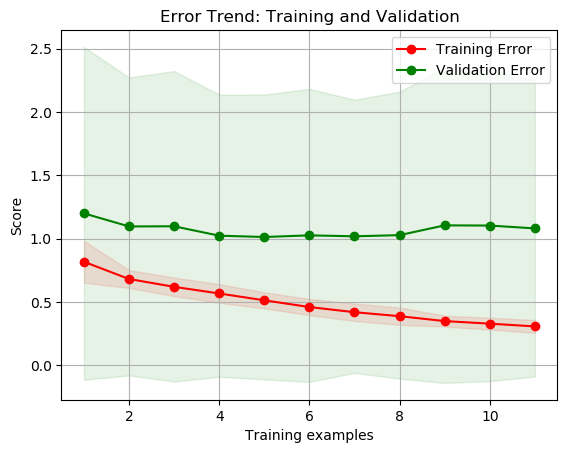 Error Trend: Training and Validation
Training Error
Validation Error
2.5
2.0
1.5
1.0
0.5
0.0
Score
2 4 6 8 10
Training examples